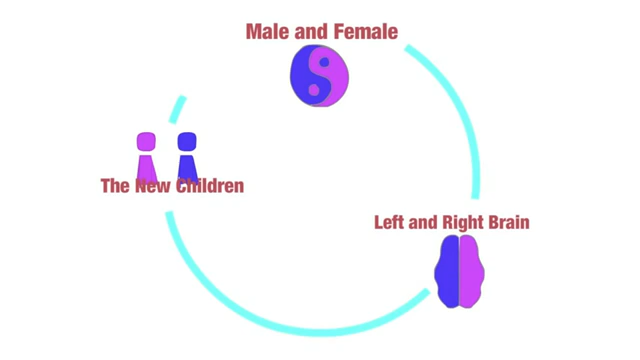 Male and Female
The New Children
Left and Right Brain